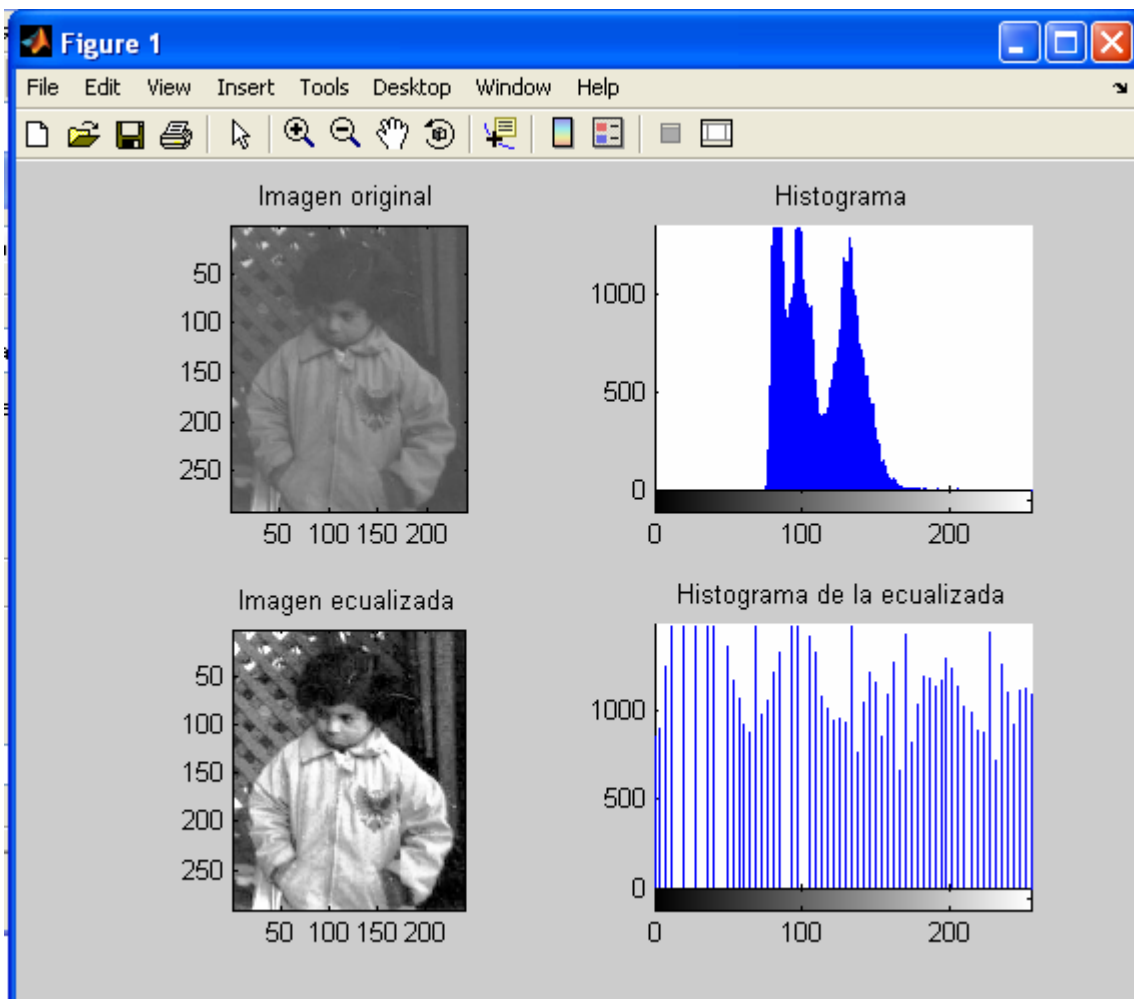 Figure 1
File Edit View Insert Tools Desktop Window Help
Imagen original
50
100
150
200
250
50 100 150 200
Histograma
1000
500
0
0 100 200
Imagen ecualizada
50
100
150
200
250
50 100 150 200
Histograma de la ecualizada
1000
500
0
0 100 200